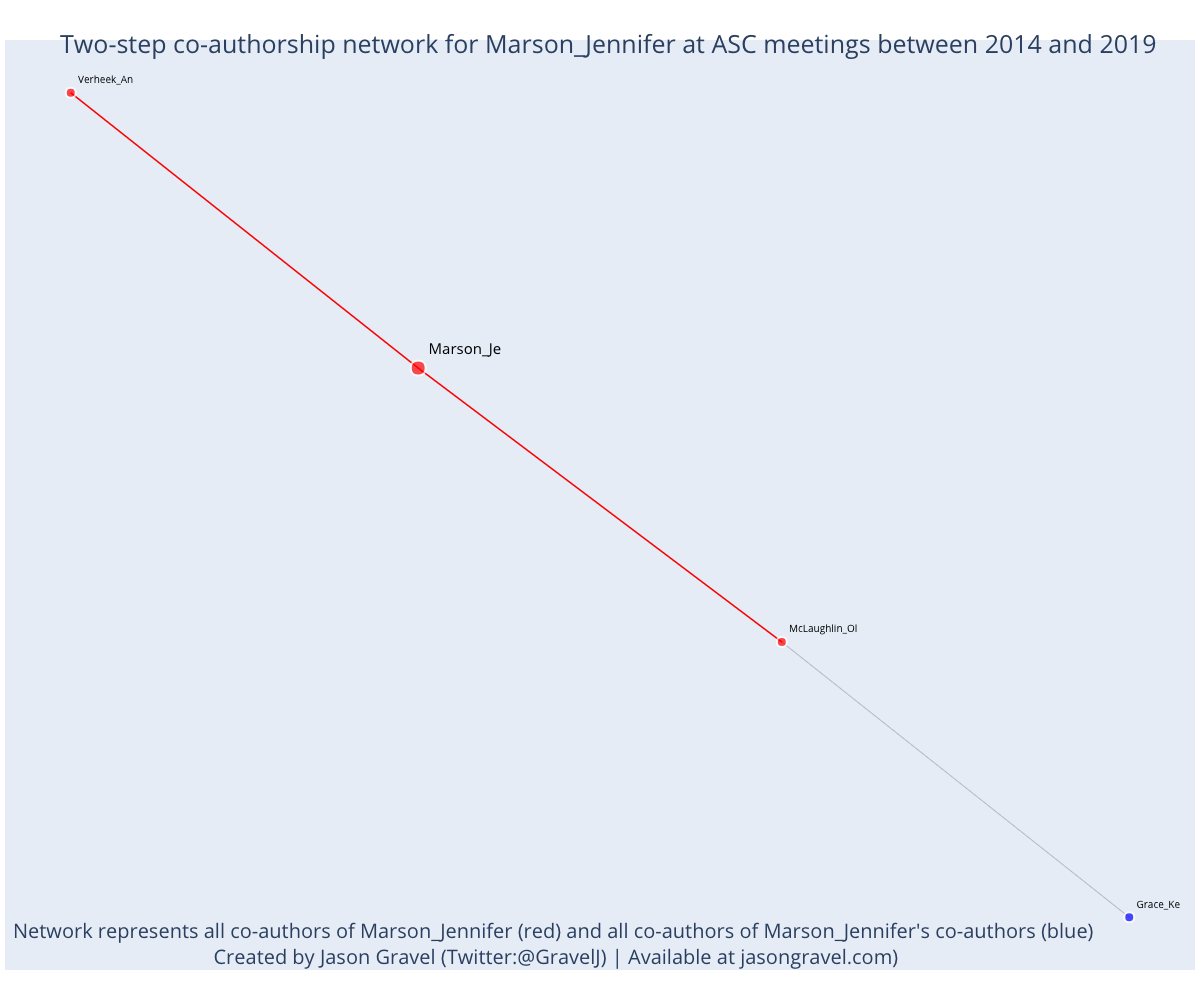 Two-step co-authorship network for Marson_Jennifer at ASC meetings between 2014 and 2019
Verheek_An
Marson_Je
McLaughlin_Ol
Grace_Ke
Network represents all co-authors of Marson_Jennifer (red) and all co-authors of Marson_Jennifer's co-authors (blue)
Created by Jason Gravel (Twitter:@GravelJ) | Available at jasongravel.com)